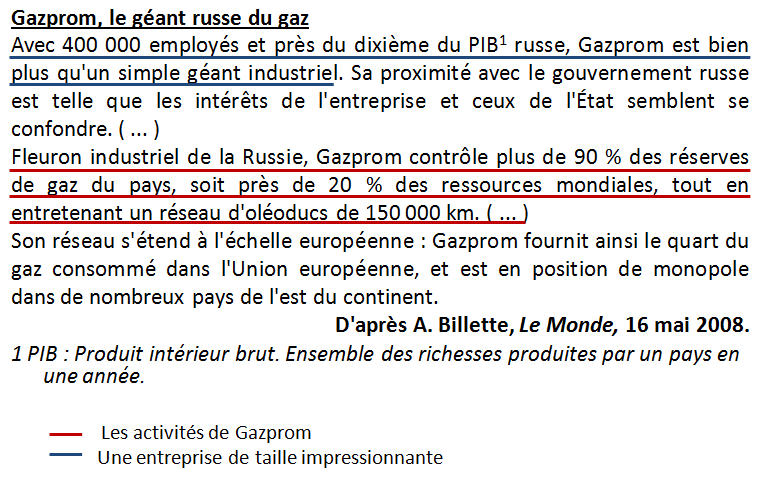 Gazprom, le géant russe du gaz
Avec 400 000 employés et près du dixième du PIB¹ russe, Gazprom est bien
plus qu'un simple géant industriel. Sa proximité avec le gouvernement russe
est telle que les intérêts de l'entreprise et ceux de l'État semblent se
confondre. ( ... )
Fleuron industriel de la Russie, Gazprom contrôle plus de 90 % des réserves
de gaz du pays, soit près de 20 % des ressources mondiales, tout en
entretenant un réseau d'oléoducs de 150 000 km. ( ... )
Son réseau s'étend à l'échelle européenne : Gazprom fournit ainsi le quart du
gaz consommé dans l'Union européenne, et est en position de monopole
dans de nombreux pays de l'est du continent.
D'après A. Billette, Le Monde, 16 mai 2008.
1 PIB : Produit intérieur brut. Ensemble des richesses produites par un pays en
une année.
Les activités de Gazprom
Une entreprise de taille impressionnante